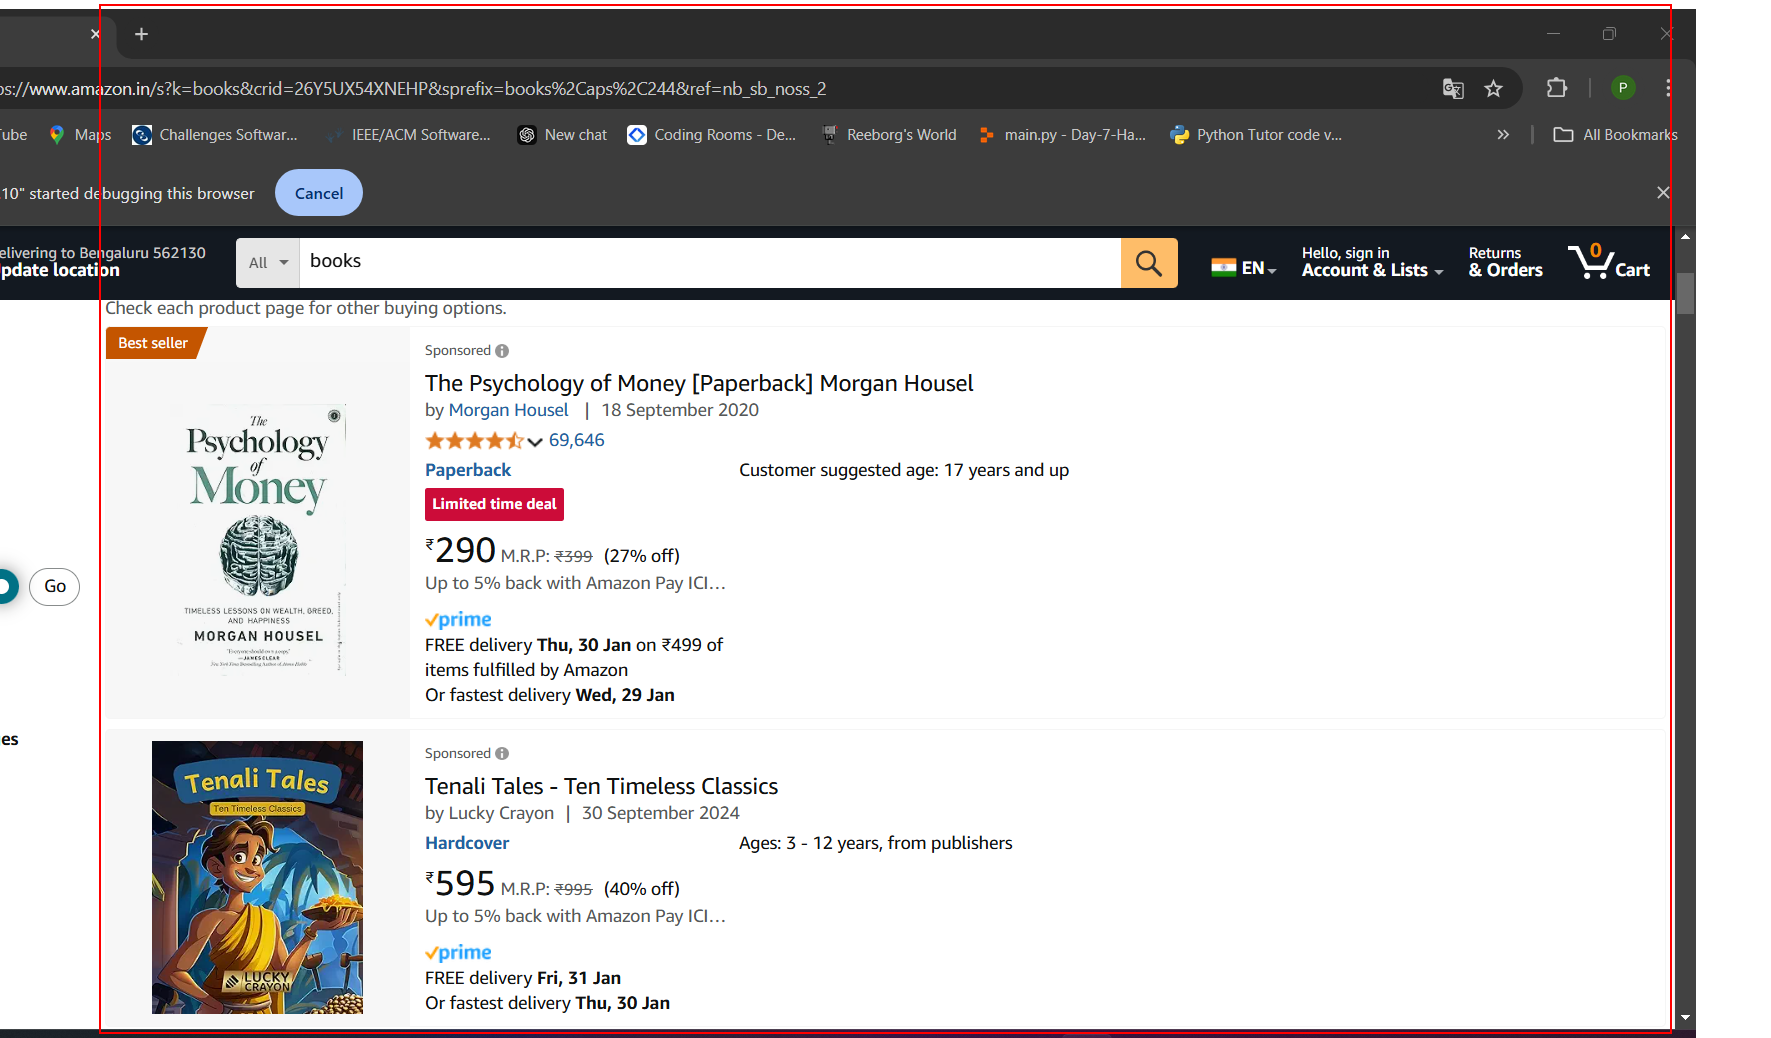 ps://www.amazon.in/s?k=books&crid=26Y5UX54XNEHP&sprefix=books%2Caps%2C244&ref=nb_sb_noss_2
P
Tube Maps Challenges Softwar... IEEE/ACM Software... New chat Coding Rooms - De... Reeborg's World main.py - Day-7-Ha... Python Tutor code v... » All Bookmarks
.10" started debugging this browser Cancel
elivering to Bengaluru 562130
pdate location
All books
EN
Hello, sign in
Account & Lists
Returns
& Orders
0
Cart
Check each product page for other buying options.
Best seller
The
Psychology
of
Money
TIMELESS LESSONS ON WEALTH, GREED,
AND HAPPINESS
MORGAN HOUSEL
Sponsored
The Psychology of Money [Paperback] Morgan Housel
by Morgan Housel | 18 September 2020
69,646
Paperback Customer suggested age: 17 years and up
Limited time deal
₹290 M.R.P: ₹399 (27% off)
Up to 5% back with Amazon Pay ICI…
prime
FREE delivery Thu, 30 Jan on ₹499 of
items fulfilled by Amazon
Or fastest delivery Wed, 29 Jan
Go
es
Tenali Tales
Ten Timeless Classics
LUCKY
CRAYON
Sponsored
Tenali Tales - Ten Timeless Classics
by Lucky Crayon | 30 September 2024
Hardcover Ages: 3 - 12 years, from publishers
₹595 M.R.P: ₹995 (40% off)
Up to 5% back with Amazon Pay ICI…
prime
FREE delivery Fri, 31 Jan
Or fastest delivery Thu, 30 Jan